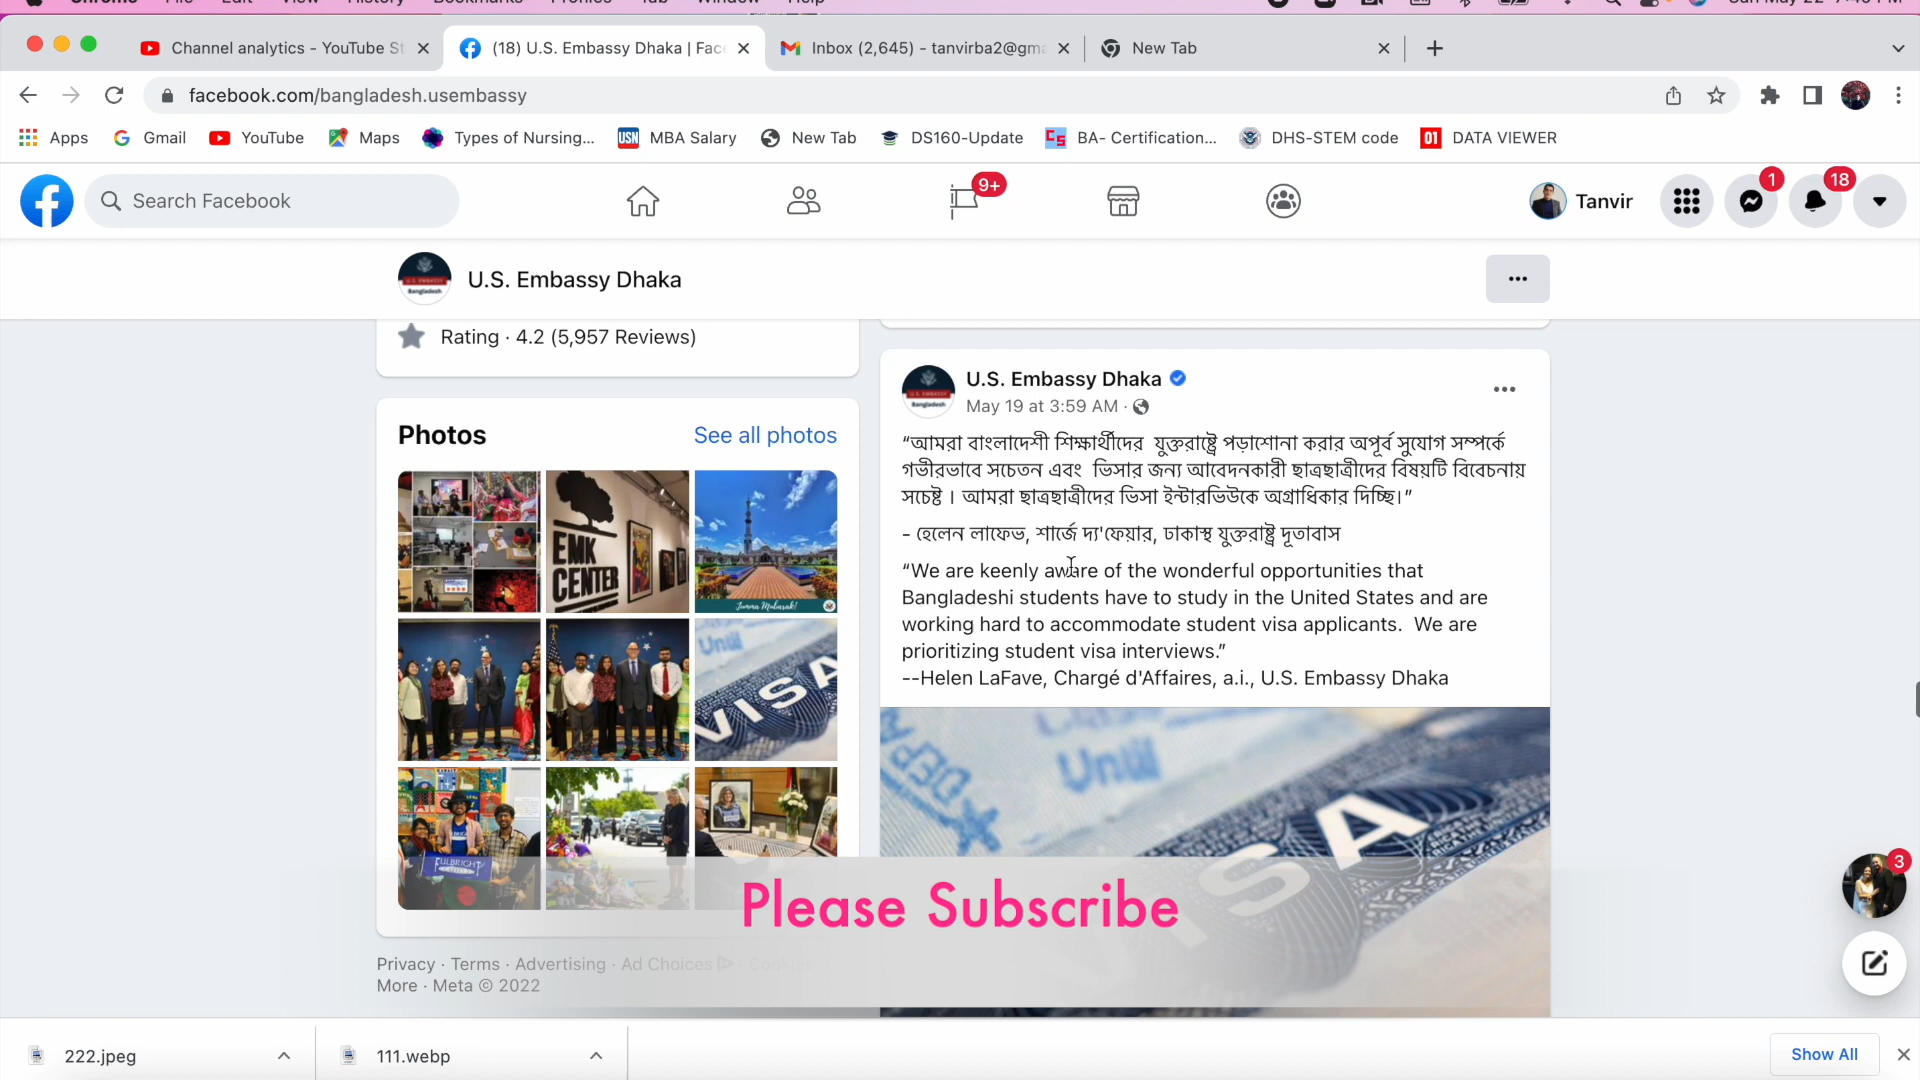 Channel analytics - YouTube St
(18) U.S. Embassy Dhaka | Fac
Inbox (2,645) - tanvirba2@gma
New Tab
facebook.com/bangladesh.usembassy
Apps
Gmail
YouTube
Maps
Types of Nursing...
USN MBA Salary
New Tab
DS160-Update
BA- Certification...
DHS-STEM code
01 DATA VIEWER
Search Facebook
9+
Tanvir
1
18
U.S. Embassy Dhaka
Rating · 4.2 (5,957 Reviews)
Photos
See all photos
EMK CENTER
Jumma Mubarak!
Until
VISA
FULBRIGHT
U.S. Embassy Dhaka
May 19 at 3:59 AM ·
“আমরা বাংলাদেশী শিক্ষার্থীদের যুক্তরাষ্ট্রে পড়াশোনা করার অপূর্ব সুযোগ সম্পর্কে
গভীরভাবে সচেতন এবং ভিসার জন্য আবেদনকারী ছাত্রছাত্রীদের বিষয়টি বিবেচনায়
সচেষ্ট । আমরা ছাত্রছাত্রীদের ভিসা ইন্টারভিউকে অগ্রাধিকার দিচ্ছি।”
- হেলেন লাফেভ, শার্জে দ্য'ফেয়ার, ঢাকাস্থ যুক্তরাষ্ট্র দূতাবাস
“We are keenly aware of the wonderful opportunities that
Bangladeshi students have to study in the United States and are
working hard to accommodate student visa applicants. We are
prioritizing student visa interviews.”
--Helen LaFave, Chargé d'Affaires, a.i., U.S. Embassy Dhaka
Until
VISA
3
Please Subscribe
Privacy · Terms · Advertising · Ad Choices · Cookies
More · Meta © 2022
222.jpeg
111.webp
Show All